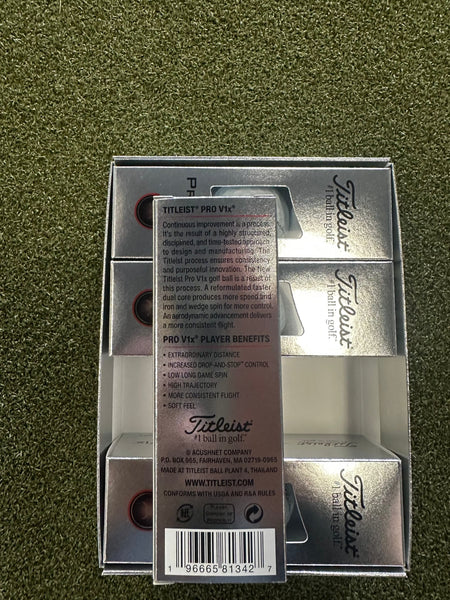 PR
Titleist
#1 ball in golf.
Titleist
#1 ball in golf.
TITLEIST® PRO V1x®
Continuous improvement is a process.
It's the result of a highly structured,
disciplined, and time-tested approach
to design and manufacturing. The
Titleist process ensures consistency
and purposeful innovation. The New
Titleist Pro V1x golf ball is a result of
this process. A reformulated faster
dual core produces more speed and
iron and wedge spin for more control.
An aerodynamic advancement delivers
a more consistent flight.
PRO V1x® PLAYER BENEFITS
• EXTRAORDINARY DISTANCE
• INCREASED DROP-AND-STOP™ CONTROL
• LOW LONG GAME SPIN
• HIGH TRAJECTORY
• MORE CONSISTENT FLIGHT
• SOFT FEEL
Titleist
#1 ball in golf.
© ACUSHNET COMPANY
P.O. BOX 965, FAIRHAVEN, MA 02719-0965
MADE AT TITLEIST BALL PLANT 4, THAILAND
WWW.TITLEIST.COM
CONFORMS WITH USGA AND R&A RULES
1 96665 81342 7
Titleist
#1 ball in golf.